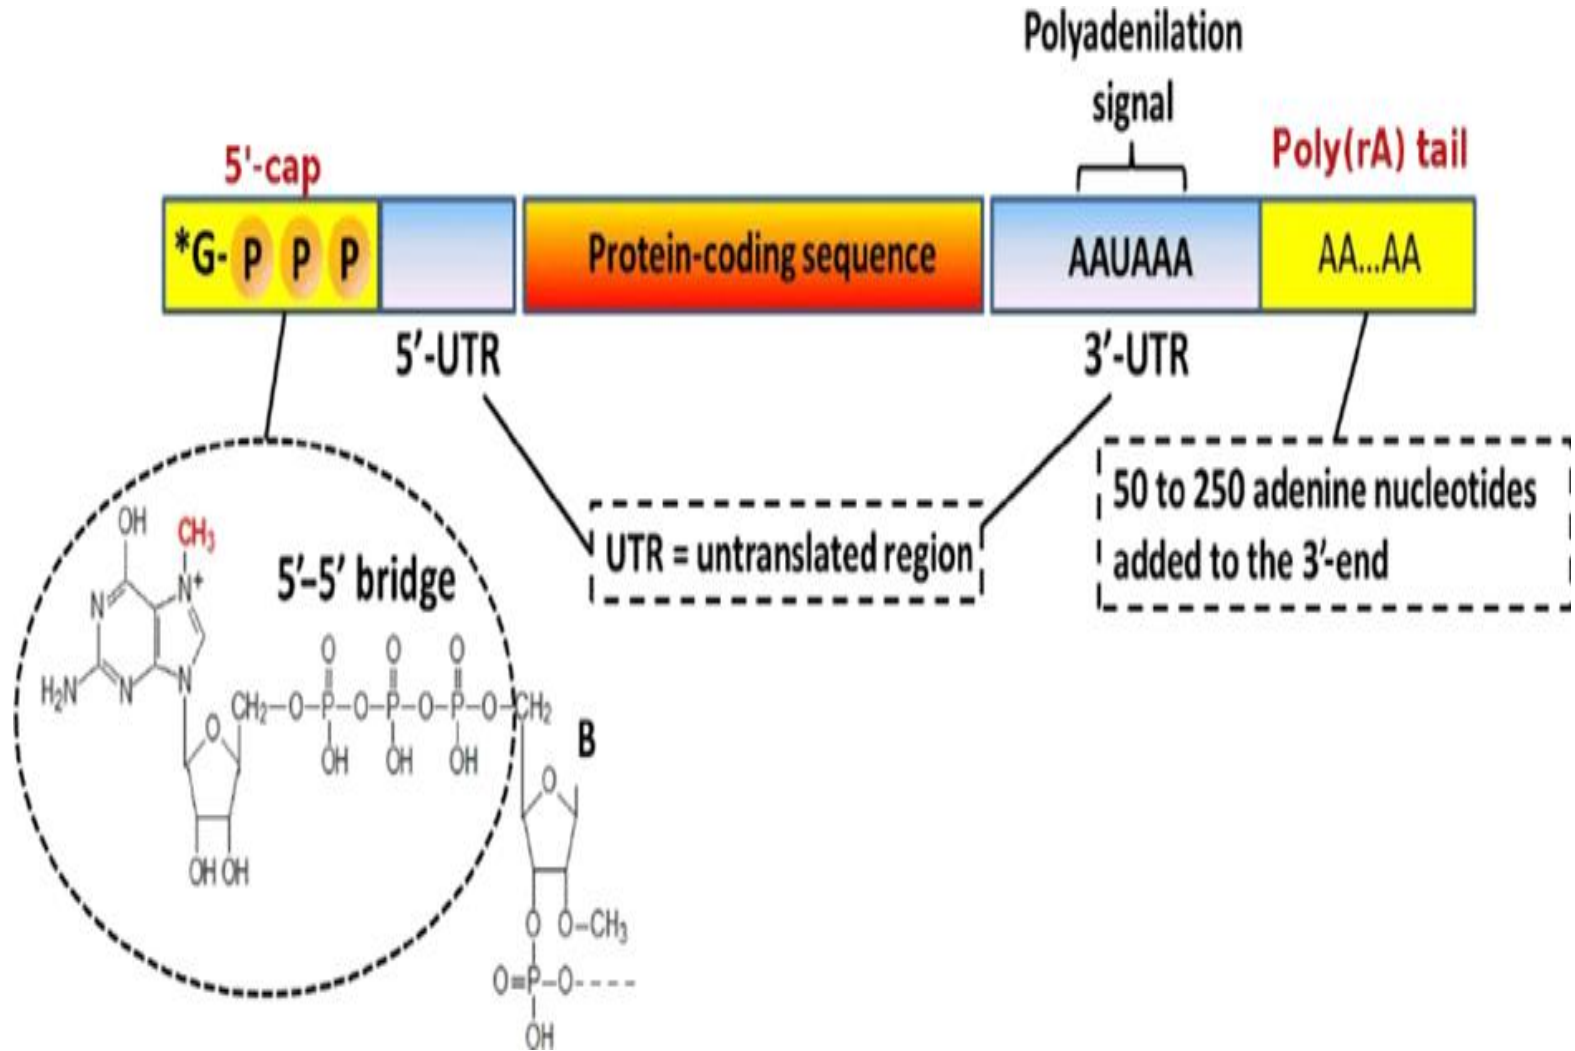 Polyadenilation
signal
5'-cap
Poly(rA) tail
*G- P P P
Protein-coding sequence
AAUAAA
AA...AA
5′-UTR
3′-UTR
UTR = untranslated region
50 to 250 adenine nucleotides
added to the 3′-end
5′–5′ bridge
OH
CH₃
N
N⁺
H₂N
N
N
O
OH OH
CH₂–O–P–O–P–O–P–O–CH₂
O O O
OH OH OH
B
O
O O–CH₃
O=P–O----
OH